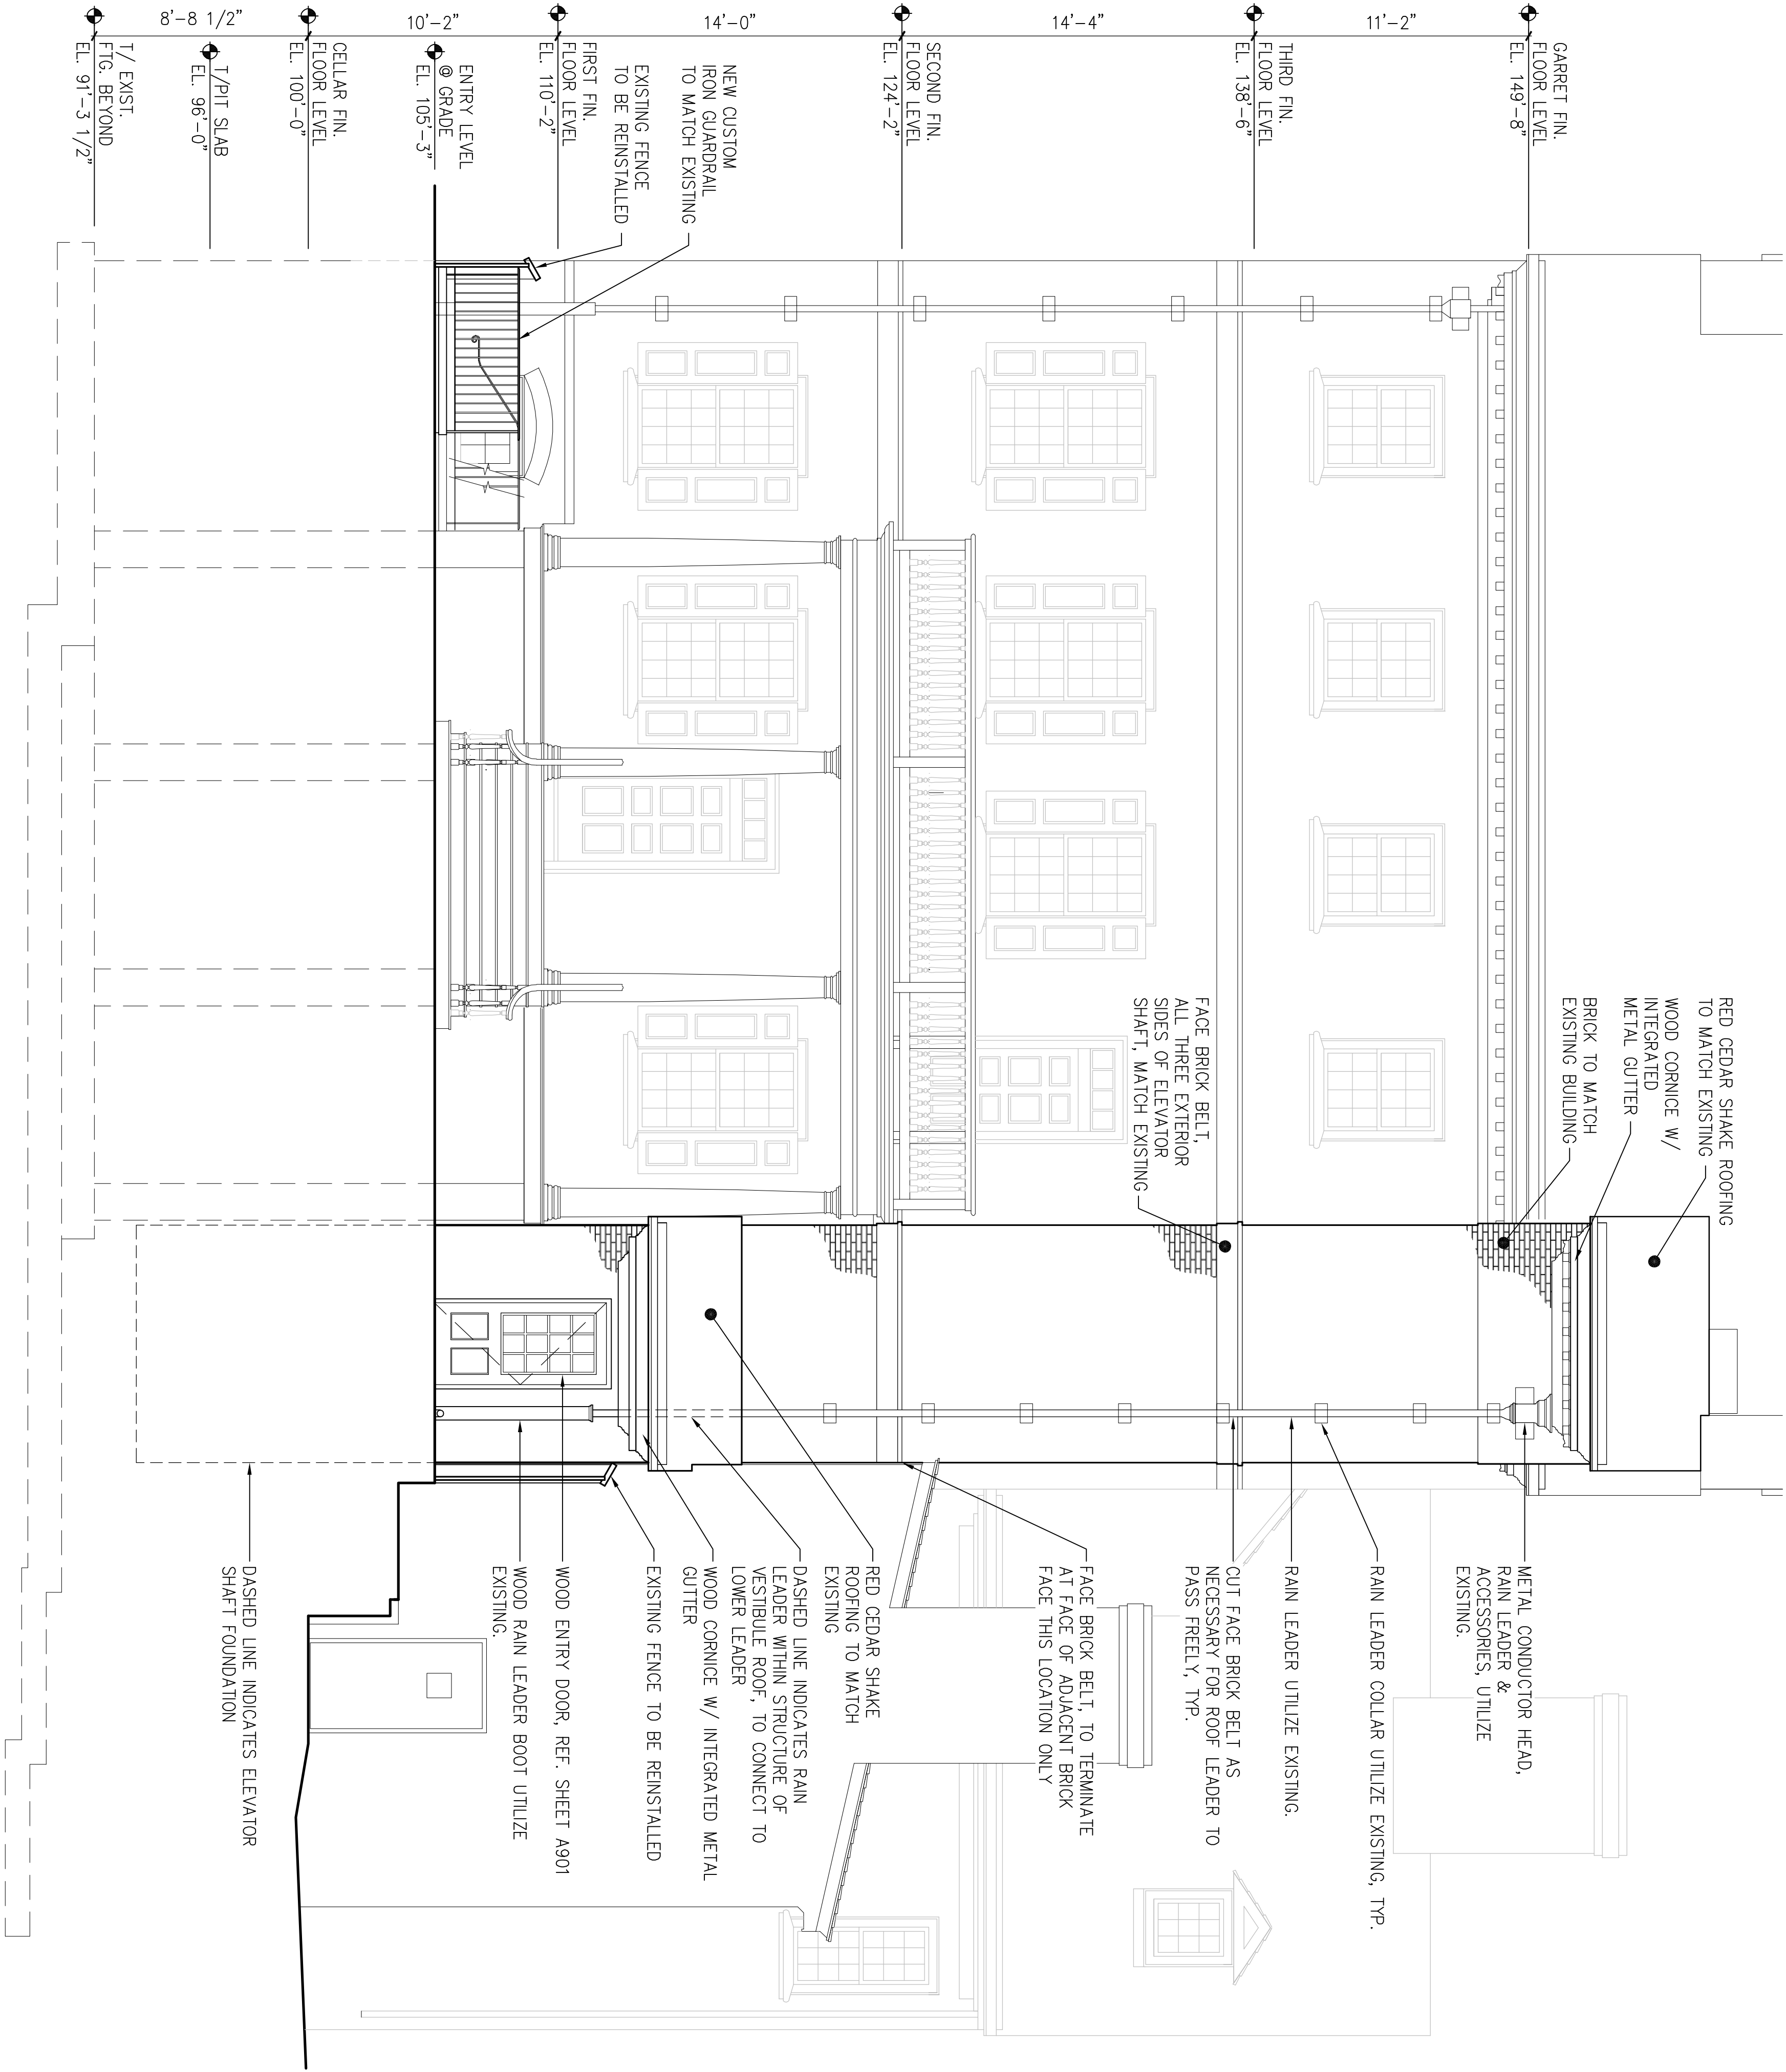 GARRET FIN.
FLOOR LEVEL
EL. 149'-8"
11'-2"
THIRD FIN.
FLOOR LEVEL
EL. 138'-6"
14'-4"
SECOND FIN.
FLOOR LEVEL
EL. 124'-2"
14'-0"
FIRST FIN.
FLOOR LEVEL
EL. 110'-2"
10'-2"
ENTRY LEVEL
@ GRADE
EL. 105'-3"
CELLAR FIN.
FLOOR LEVEL
EL. 100'-0"
T/PIT SLAB
EL. 96'-0"
8'-8 1/2"
T/ EXIST.
FTG. BEYOND
EL. 91'-3 1/2"
NEW CUSTOM
IRON GUARDRAIL
TO MATCH EXISTING
EXISTING FENCE
TO BE REINSTALLED
RED CEDAR SHAKE ROOFING
TO MATCH EXISTING
WOOD CORNICE W/
INTEGRATED
METAL GUTTER
BRICK TO MATCH
EXISTING BUILDING
FACE BRICK BELT,
ALL THREE EXTERIOR
SIDES OF ELEVATOR
SHAFT, MATCH EXISTING
METAL CONDUCTOR HEAD,
RAIN LEADER &
ACCESSORIES, UTILIZE
EXISTING.
RAIN LEADER COLLAR UTILIZE EXISTING, TYP.
RAIN LEADER UTILIZE EXISTING.
CUT FACE BRICK BELT AS
NECESSARY FOR ROOF LEADER TO
PASS FREELY, TYP.
FACE BRICK BELT, TO TERMINATE
AT FACE OF ADJACENT BRICK
FACE THIS LOCATION ONLY
RED CEDAR SHAKE
ROOFING TO MATCH
EXISTING
DASHED LINE INDICATES RAIN
LEADER WITHIN STRUCTURE OF
VESTIBULE ROOF, TO CONNECT TO
LOWER LEADER
WOOD CORNICE W/ INTEGRATED METAL
GUTTER
EXISTING FENCE TO BE REINSTALLED
WOOD ENTRY DOOR, REF. SHEET A901
WOOD RAIN LEADER BOOT UTILIZE
EXISTING.
DASHED LINE INDICATES ELEVATOR
SHAFT FOUNDATION